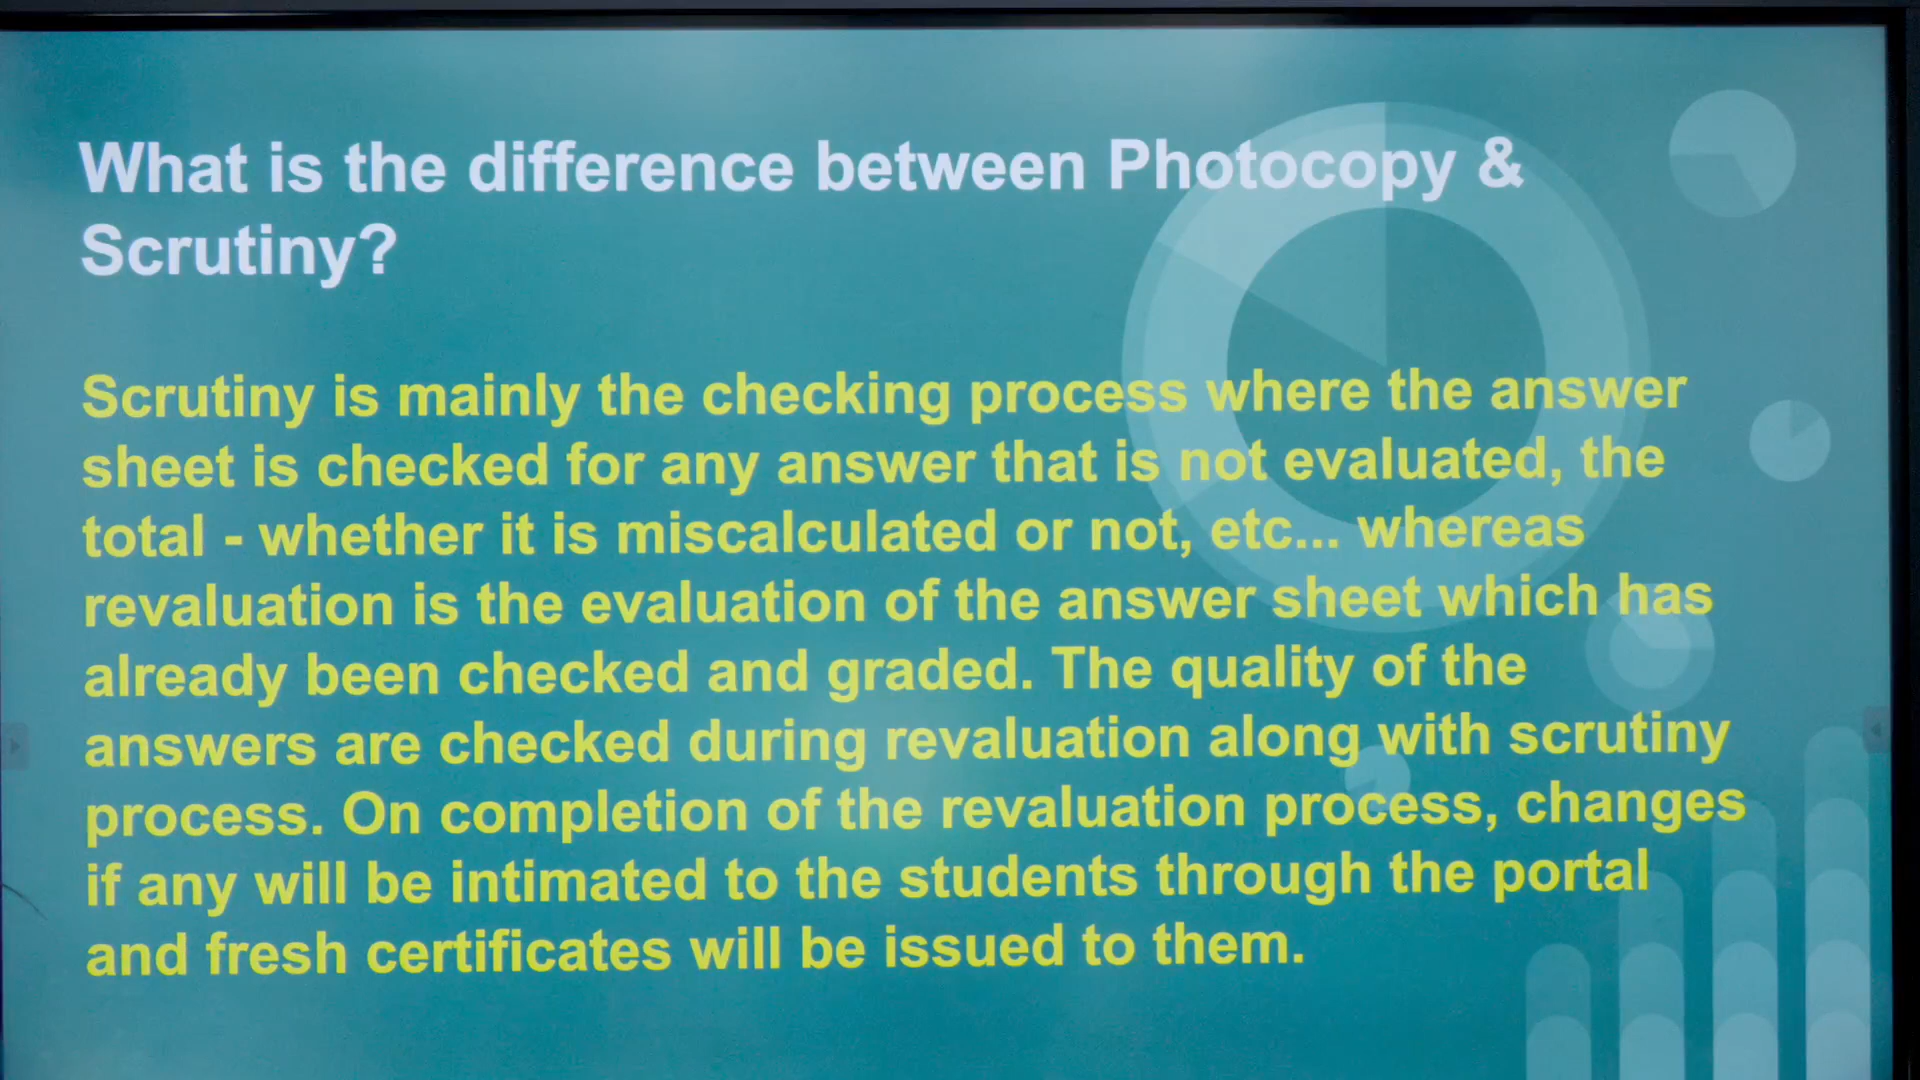 What is the difference between Photocopy &
Scrutiny?
Scrutiny is mainly the checking process where the answer
sheet is checked for any answer that is not evaluated, the
total - whether it is miscalculated or not, etc... whereas
revaluation is the evaluation of the answer sheet which has
already been checked and graded. The quality of the
answers are checked during revaluation along with scrutiny
process. On completion of the revaluation process, changes
if any will be intimated to the students through the portal
and fresh certificates will be issued to them.